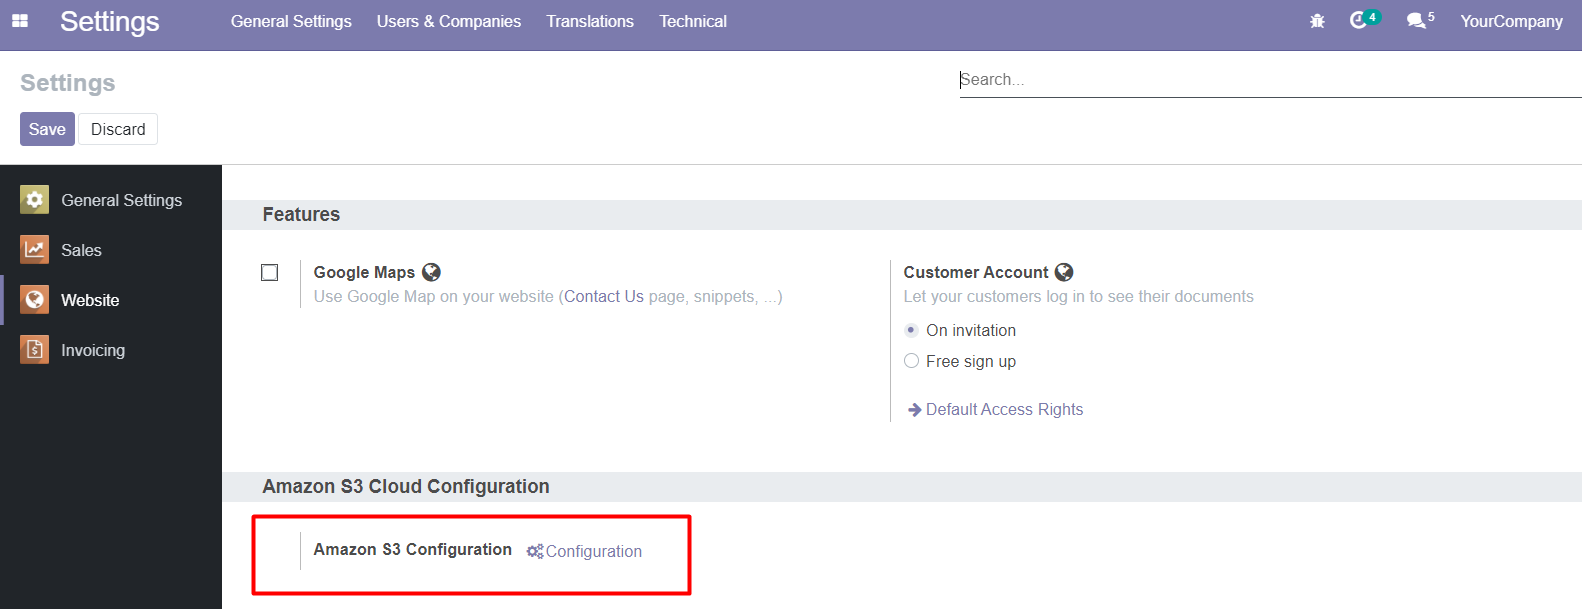 Settings General Settings Users & Companies Translations Technical 4 5 YourCompany
Settings
Search...
Save Discard
General Settings
Sales
Website
Invoicing
Features
Google Maps
Use Google Map on your website (Contact Us page, snippets, ...)
Customer Account
Let your customers log in to see their documents
On invitation
Free sign up
Default Access Rights
Amazon S3 Cloud Configuration
Amazon S3 Configuration Configuration